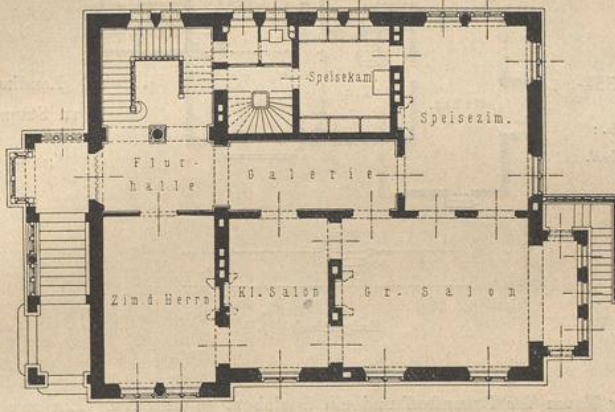 Speisekam
Speisezim.
Flur-
halle
Galerie
Zim d. Herrn
Kl. Salon
Gr. Salon